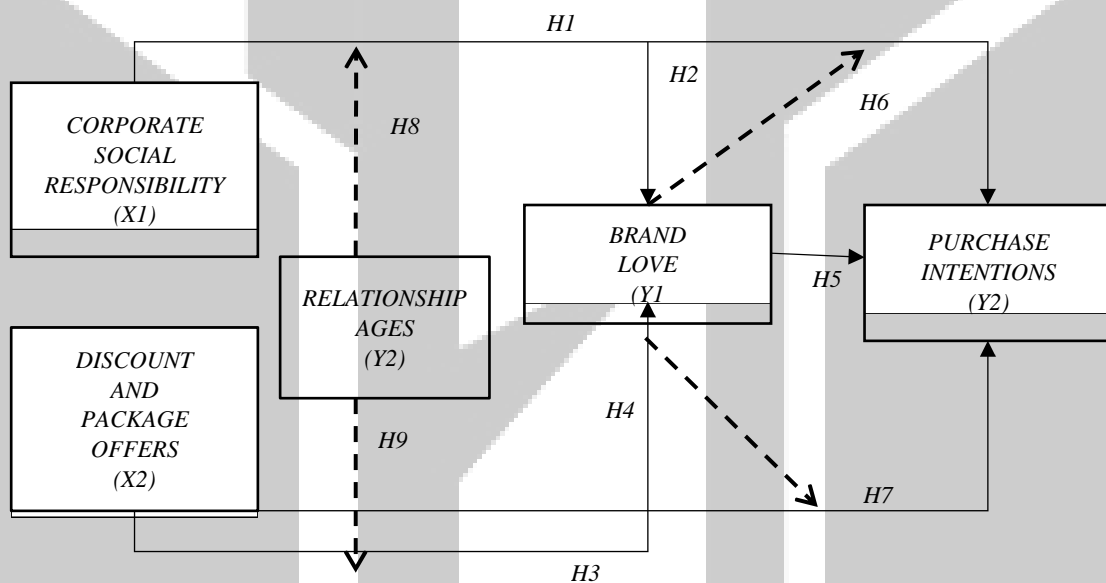 H1
H2
H6
H8
CORPORATE
SOCIAL
RESPONSIBILITY
(X1)
BRAND
LOVE
(Y1
H5
PURCHASE
INTENTIONS
(Y2)
RELATIONSHIP
AGES
(Y2)
DISCOUNT
AND
PACKAGE
OFFERS
(X2)
H4
H9
H7
H3